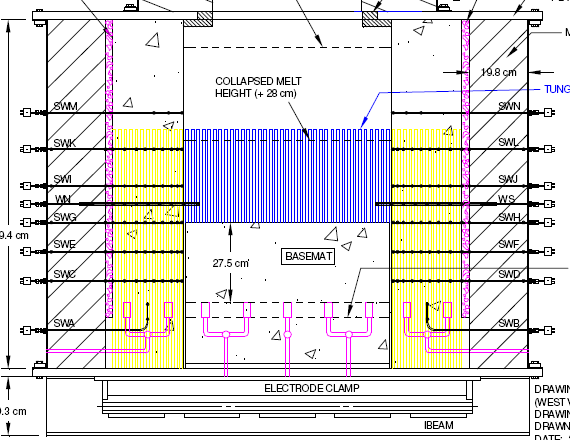 M
19.8 cm
COLLAPSED MELT
HEIGHT (+ 28 cm)
TUNG
SWM
SWN
SWK
SWL
SWI
SWJ
WN
WS
SWG
SWH
9.4 cm
SWE
SWF
BASEMAT
27.5 cm
SWC
SWD
SWA
SWB
ELECTRODE CLAMP
9.3 cm
IBEAM
DRAWIN
(WEST V
DRAWIN
DRAWN
DATE: